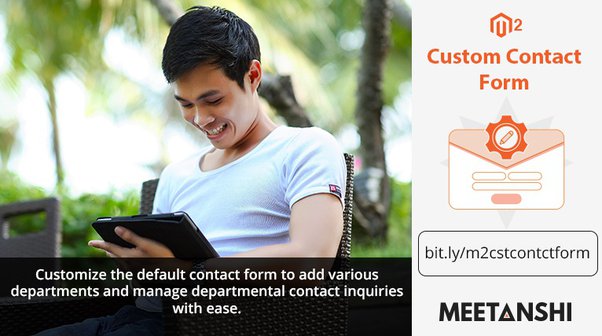 Customize the default contact form to add various
departments and manage departmental contact inquiries
with ease.
2
Custom Contact
Form
bit.ly/m2cstcontctform
MEETANSHI